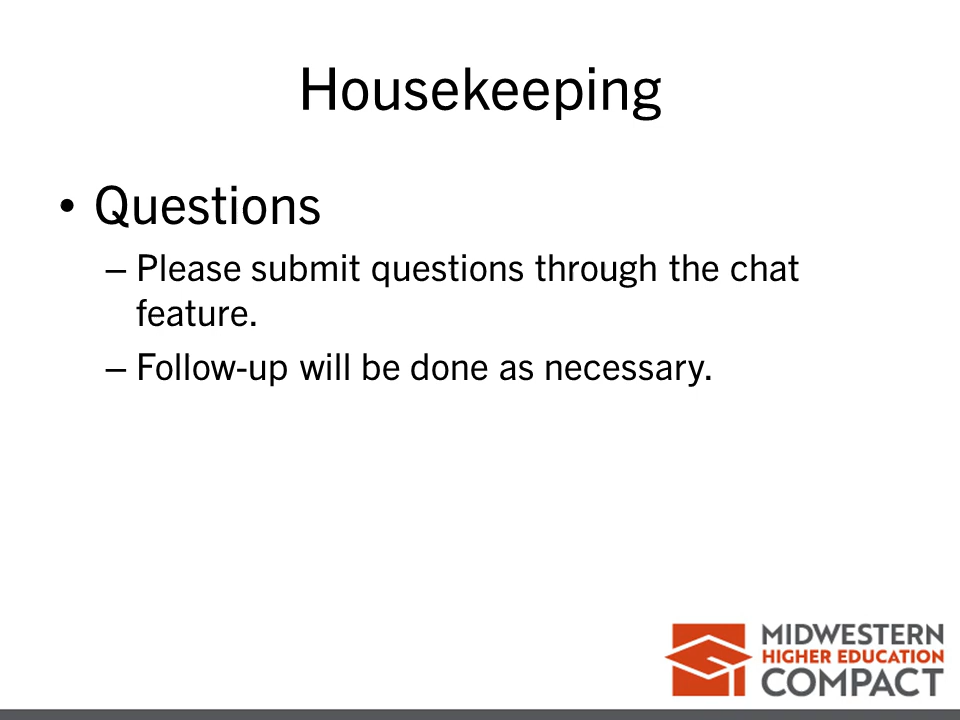 Housekeeping
• Questions
– Please submit questions through the chat
feature.
– Follow-up will be done as necessary.
MIDWESTERN
HIGHER EDUCATION
COMPACT